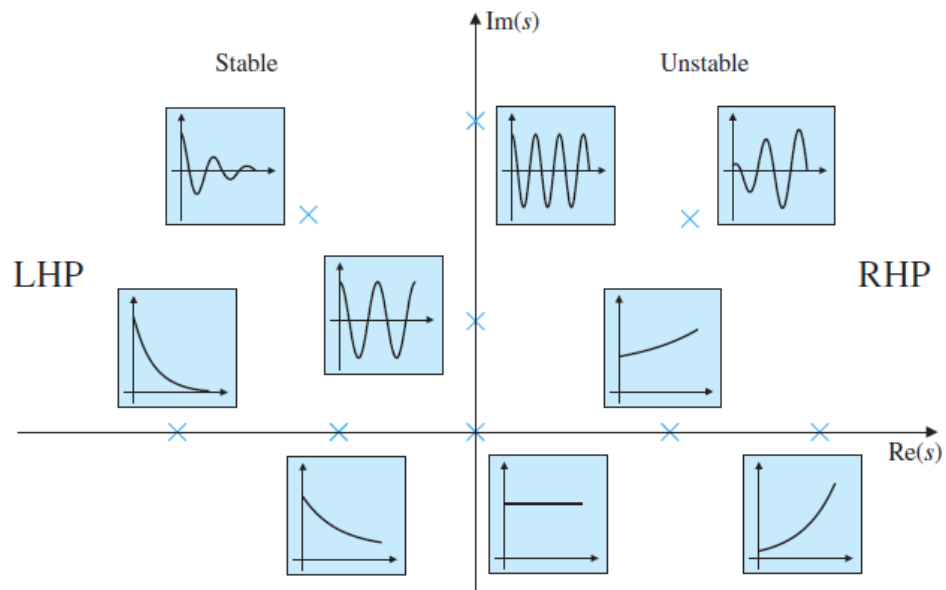 Im(s)
Stable
Unstable
LHP
RHP
Re(s)